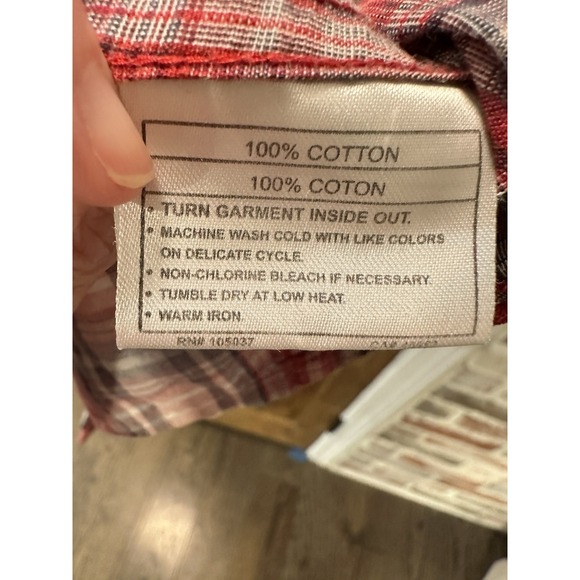 100% COTTON
100% COTON
• TURN GARMENT INSIDE OUT.
• MACHINE WASH COLD WITH LIKE COLORS
ON DELICATE CYCLE.
• NON-CHLORINE BLEACH IF NECESSARY.
• TUMBLE DRY AT LOW HEAT.
• WARM IRON.
RN# 105037